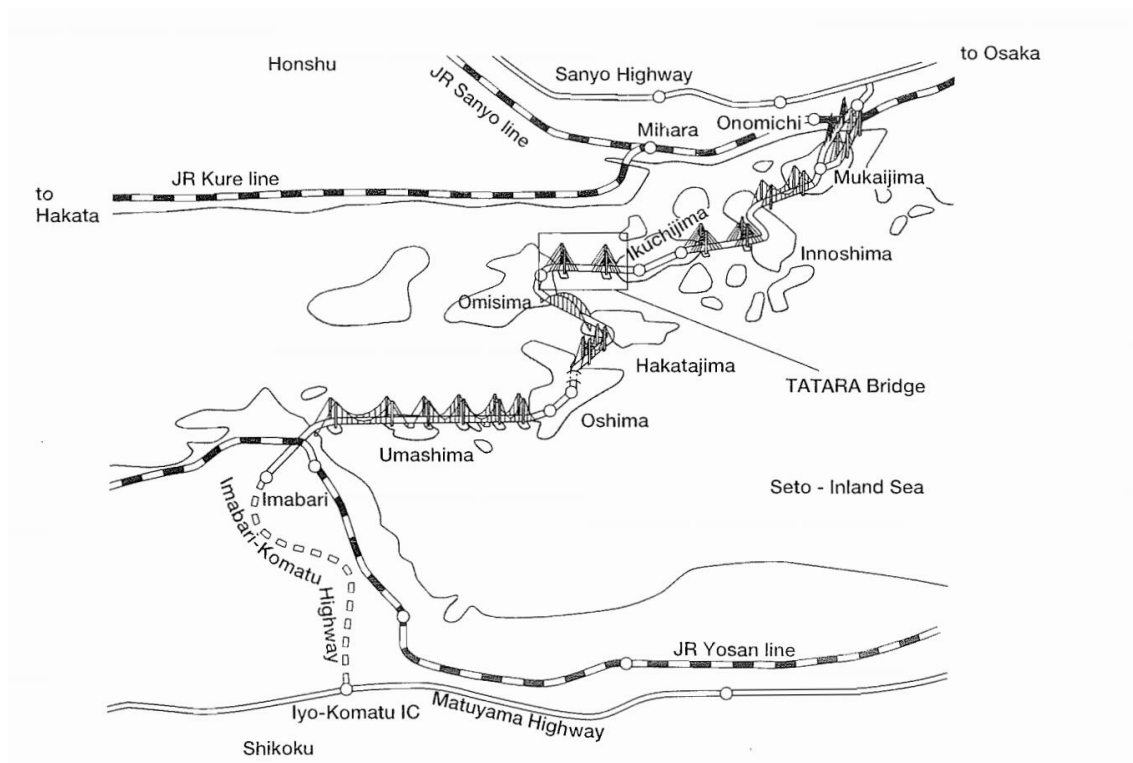 Honshu
to Osaka
Sanyo Highway
JR Sanyo line
Onomichi
Mihara
JR Kure line
Mukaijima
to
Hakata
Ikuchijima
Innoshima
Omisima
Hakatajima
TATARA Bridge
Oshima
Umashima
Seto - Inland Sea
Imabari
Imabari-Komatu Highway
JR Yosan line
Matuyama Highway
Iyo-Komatu IC
Shikoku